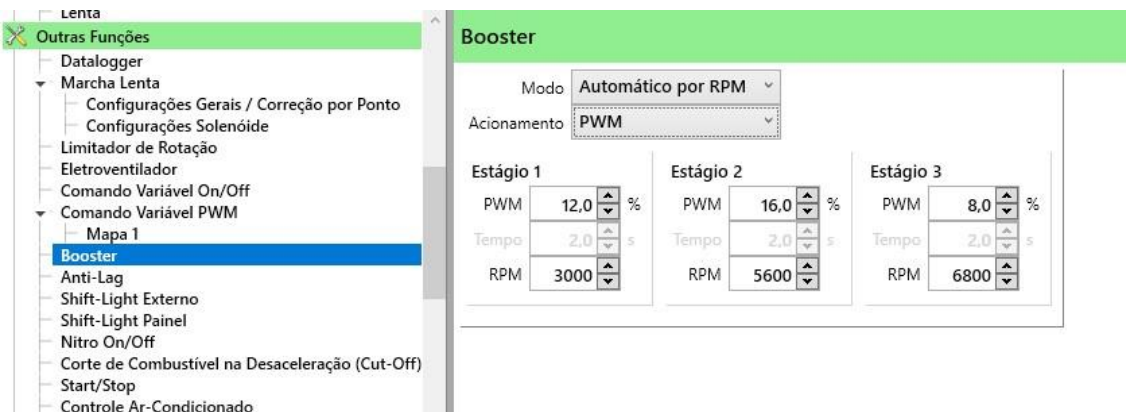 Lenta
Outras Funções
Datalogger
Marcha Lenta
Configurações Gerais / Correção por Ponto
Configurações Solenóide
Limitador de Rotação
Eletroventilador
Comando Variável On/Off
Comando Variável PWM
Mapa 1
Booster
Anti-Lag
Shift-Light Externo
Shift-Light Painel
Nitro On/Off
Corte de Combustível na Desaceleração (Cut-Off)
Start/Stop
Controle Ar-Condicionado
Booster
Modo Automático por RPM
Acionamento PWM
Estágio 1
PWM 12,0 %
Tempo 2,0 s
RPM 3000
Estágio 2
PWM 16,0 %
Tempo 2,0 s
RPM 5600
Estágio 3
PWM 8,0 %
Tempo 2,0 s
RPM 6800